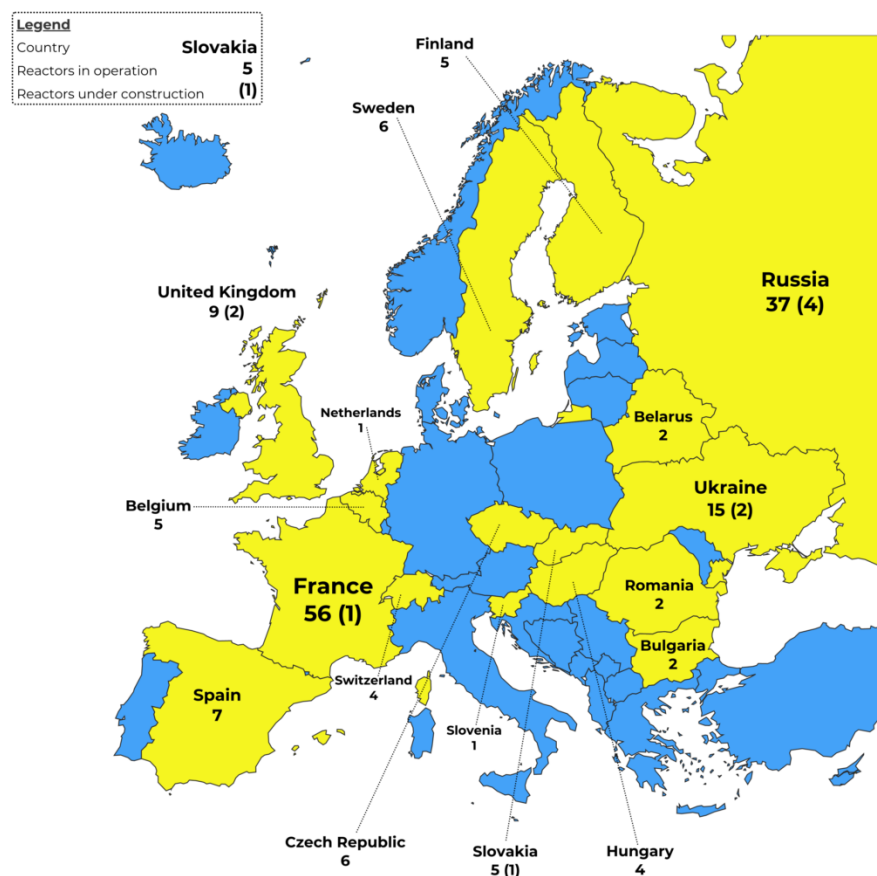 Legend
Country Slovakia
Reactors in operation 5
Reactors under construction (1)
Finland
5
Sweden
6
United Kingdom
9 (2)
Russia
37 (4)
Netherlands
1
Belarus
2
Belgium
5
Ukraine
15 (2)
France
56 (1)
Romania
2
Bulgaria
2
Switzerland
4
Spain
7
Slovenia
1
Czech Republic
6
Slovakia
5 (1)
Hungary
4